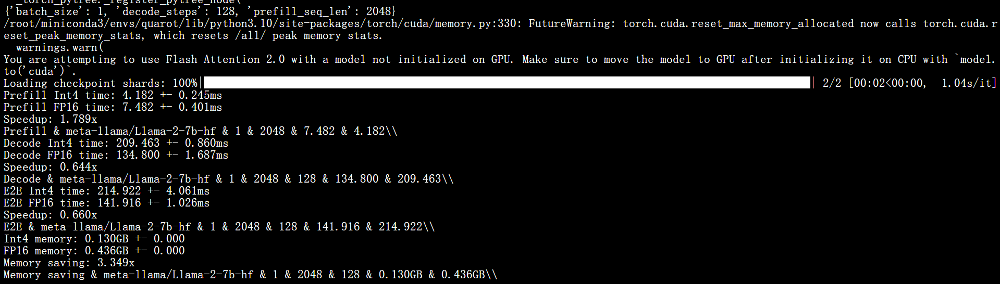 _torch_pytree._register_pytree_node(
{'batch_size': 1, 'decode_steps': 128, 'prefill_seq_len': 2048}
/root/miniconda3/envs/quarot/lib/python3.10/site-packages/torch/cuda/memory.py:330: FutureWarning: torch.cuda.reset_max_memory_allocated now calls torch.cuda.r
eset_peak_memory_stats, which resets /all/ peak memory stats.
  warnings.warn(
You are attempting to use Flash Attention 2.0 with a model not initialized on GPU. Make sure to move the model to GPU after initializing it on CPU with `model.
to('cuda')`.
Loading checkpoint shards: 100%|| 2/2 [00:02<00:00,  1.04s/it]
Prefill Int4 time: 4.182 +- 0.245ms
Prefill FP16 time: 7.482 +- 0.401ms
Speedup: 1.789x
Prefill & meta-llama/Llama-2-7b-hf & 1 & 2048 & 7.482 & 4.182\\
Decode Int4 time: 209.463 +- 0.860ms
Decode FP16 time: 134.800 +- 1.687ms
Speedup: 0.644x
Decode & meta-llama/Llama-2-7b-hf & 1 & 2048 & 128 & 134.800 & 209.463\\
E2E Int4 time: 214.922 +- 4.061ms
E2E FP16 time: 141.916 +- 1.026ms
Speedup: 0.660x
E2E & meta-llama/Llama-2-7b-hf & 1 & 2048 & 128 & 141.916 & 214.922\\
Int4 memory: 0.130GB +- 0.000
FP16 memory: 0.436GB +- 0.000
Memory saving: 3.349x
Memory saving & meta-llama/Llama-2-7b-hf & 1 & 2048 & 128 & 0.130GB & 0.436GB\\